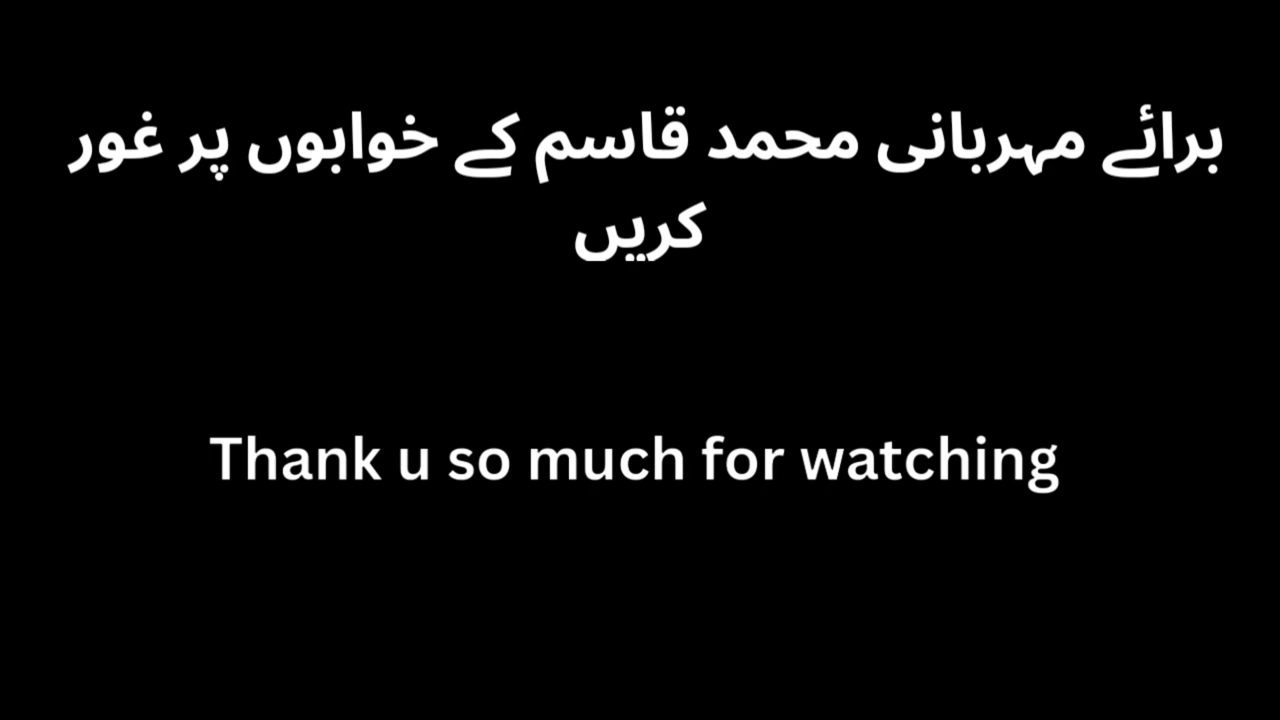 برائے مہربانی محمد قاسم کے خوابوں پر غور
کریں
Thank u so much for watching